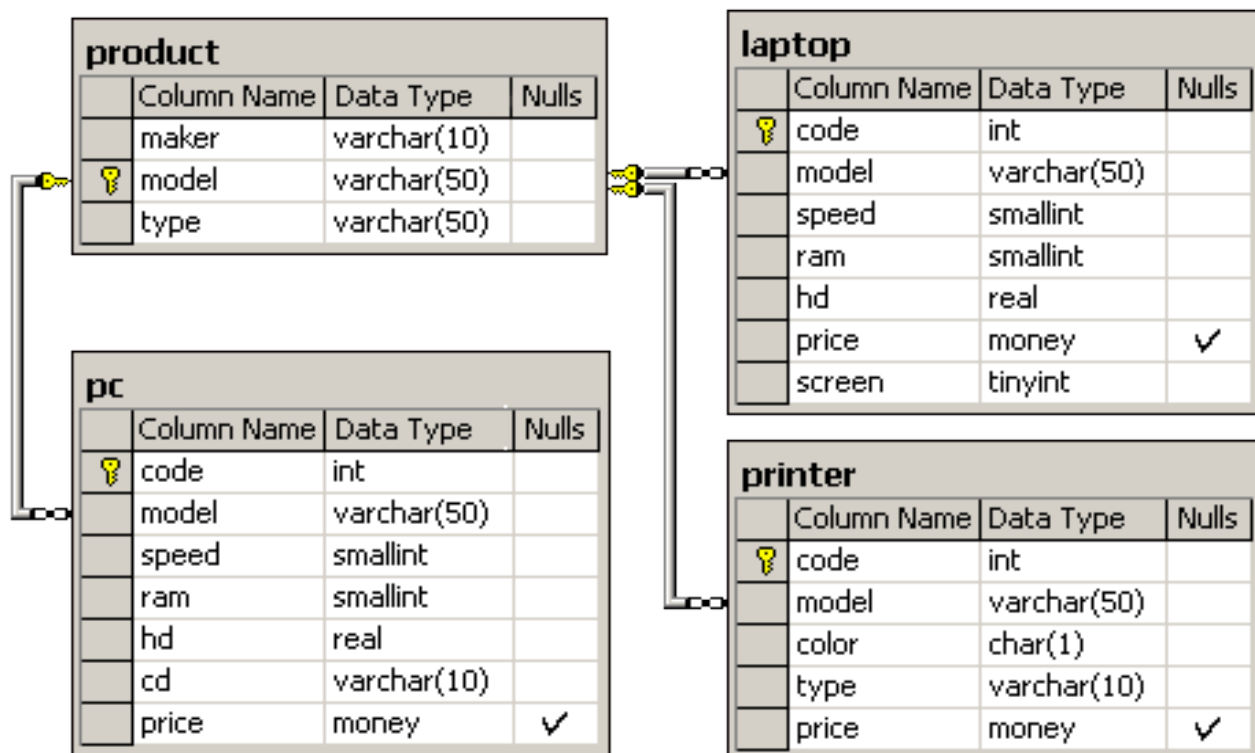 product
Column Name Data Type Nulls
maker varchar(10)
model varchar(50)
type varchar(50)
laptop
Column Name Data Type Nulls
code int
model varchar(50)
speed smallint
ram smallint
hd real
price money ✓
screen tinyint
pc
Column Name Data Type Nulls
code int
model varchar(50)
speed smallint
ram smallint
hd real
cd varchar(10)
price money ✓
printer
Column Name Data Type Nulls
code int
model varchar(50)
color char(1)
type varchar(10)
price money ✓